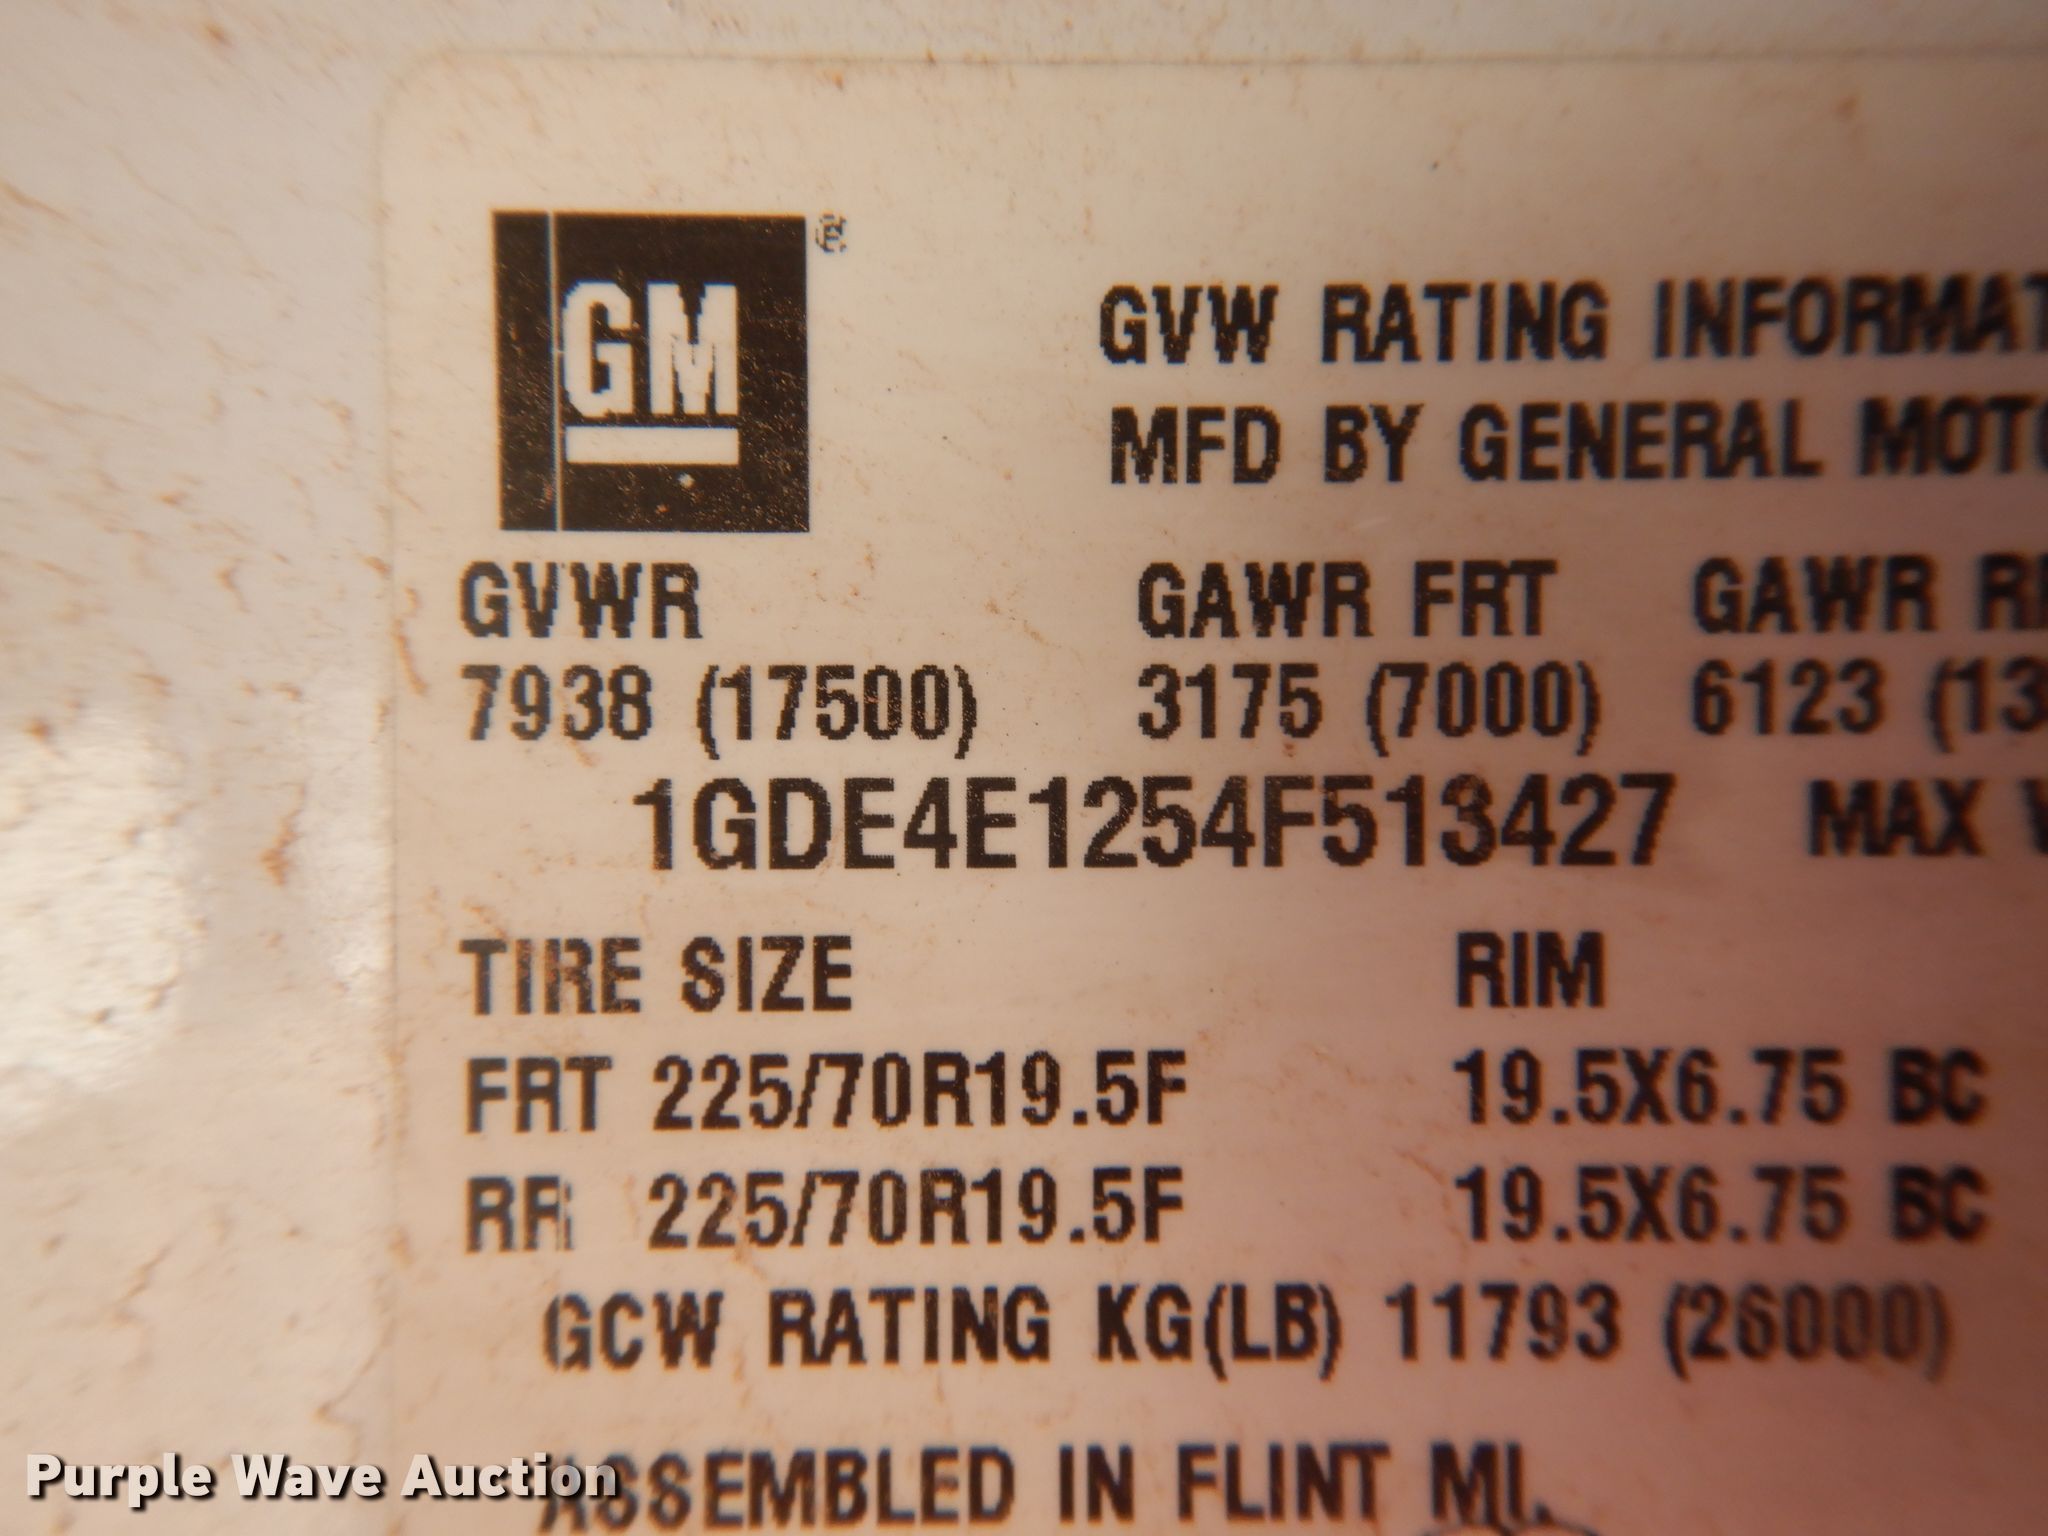 GM
GVW RATING INFORMAT
MFD BY GENERAL MOTO
GVWR GAWR FRT GAWR R
7938 (17500) 3175 (7000) 6123 (13
1GDE4E1254F513427 MAX
TIRE SIZE RIM
FRT 225/70R19.5F 19.5X6.75 BC
RR 225/70R19.5F 19.5X6.75 BC
GCW RATING KG(LB) 11793 (26000)
ASSEMBLED IN FLINT MI.
Purple Wave Auction